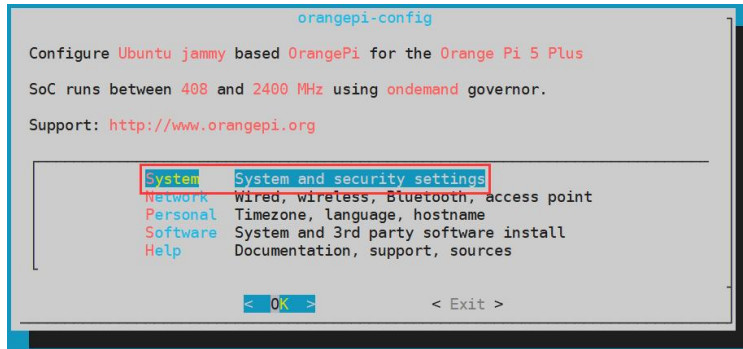 orangepi-config
Configure Ubuntu jammy based OrangePi for the Orange Pi 5 Plus
SoC runs between 408 and 2400 MHz using ondemand governor.
Support: http://www.orangepi.org
System System and security settings
Network Wired, wireless, Bluetooth, access point
Personal Timezone, language, hostname
Software System and 3rd party software install
Help Documentation, support, sources
< OK > < Exit >